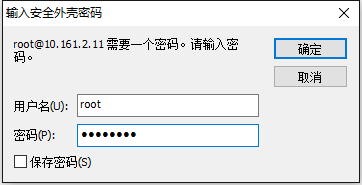 输入安全外壳密码
root@10.161.2.11 需要一个密码。请输入密
码。
确定
取消
用户名(U): root
密码(P): ●●●●●●●●
保存密码(S)